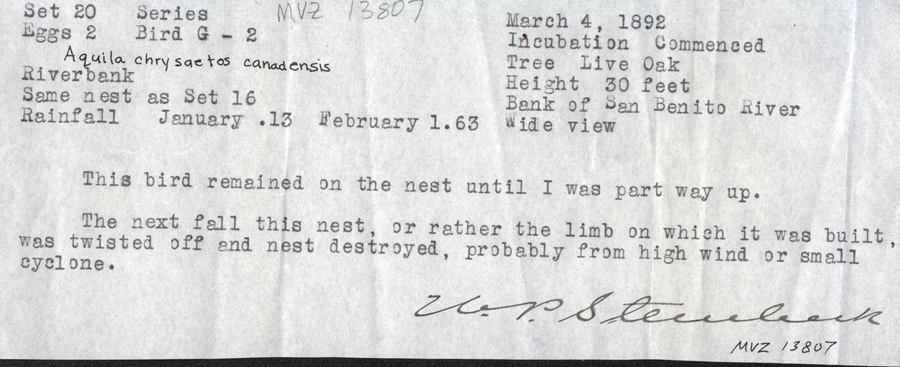 Set 20 Series MVZ 13807
Eggs 2 Bird G - 2
Aquila chrysaetos canadensis
Riverbank
Same nest as Set 16
Rainfall January .13 February 1.63
March 4, 1892
Incubation Commenced
Tree Live Oak
Height 30 feet
Bank of San Benito River
Wide view
This bird remained on the nest until I was part way up.
The next fall this nest, or rather the limb on which it was built,
was twisted off and nest destroyed, probably from high wind or small
cyclone.
W. P. Steinbeck
MVZ 13807